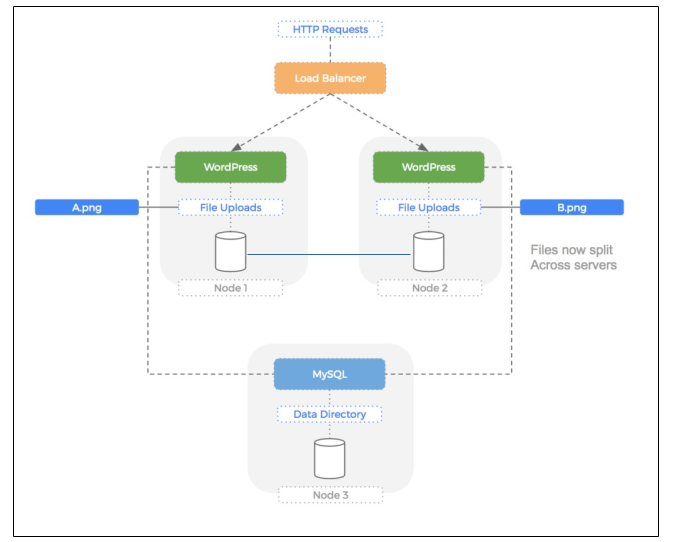 HTTP Requests
Load Balancer
WordPress
WordPress
A.png
File Uploads
File Uploads
B.png
Files now split
Across servers
Node 1
Node 2
MySQL
Data Directory
Node 3